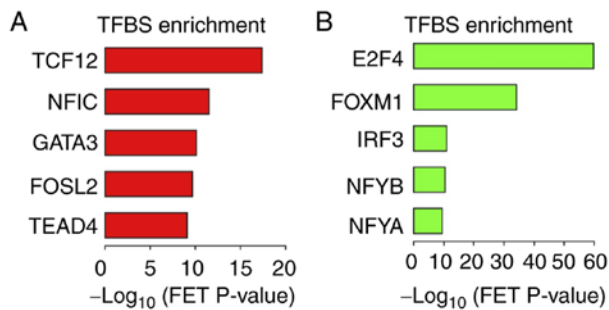 A
TFBS enrichment
TCF12
NFIC
GATA3
FOSL2
TEAD4
0 5 10 15 20
−Log10 (FET P-value)
B
TFBS enrichment
E2F4
FOXM1
IRF3
NFYB
NFYA
0 10 20 30 40 50 60
−Log10 (FET P-value)